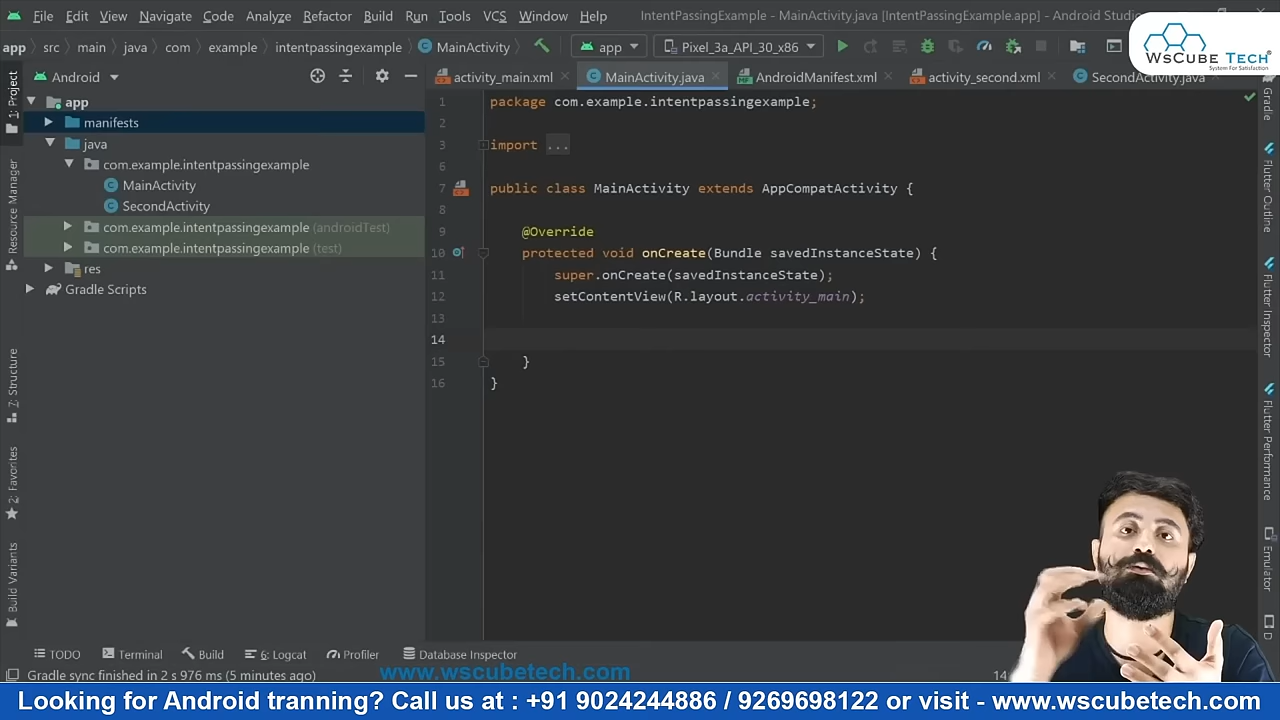 File Edit View Navigate Code Analyze Refactor Build Run Tools VCS Window Help IntentPassingExample - MainActivity.java [IntentPassingExample.app] - Android Studio
WsCube Tech®
System For Satisfaction
app src main java com example intentpassingexample MainActivity app Pixel_3a_API_30_x86
Android
activity_main.xml MainActivity.java AndroidManifest.xml activity_second.xml SecondActivity.java
app
manifests
java
com.example.intentpassingexample
MainActivity
SecondActivity
com.example.intentpassingexample (androidTest)
com.example.intentpassingexample (test)
res
Gradle Scripts
1: Project
Resource Manager
7: Structure
2: Favorites
Build Variants
1 package com.example.intentpassingexample;
2
3 import ...
6
7 public class MainActivity extends AppCompatActivity {
8
9 @Override
10 protected void onCreate(Bundle savedInstanceState) {
11 super.onCreate(savedInstanceState);
12 setContentView(R.layout.activity_main);
13
14
15 }
16 }
Gradle
Flutter Outline
Flutter Inspector
Flutter Performance
Emulator
D
TODO Terminal Build 6: Logcat Profiler Database Inspector
Gradle sync finished in 2 s 976 ms (5 minutes ago)
www.wscubetech.com
14
Looking for Android tranning? Call us at : +91 9024244886 / 9269698122 or visit - www.wscubetech.com